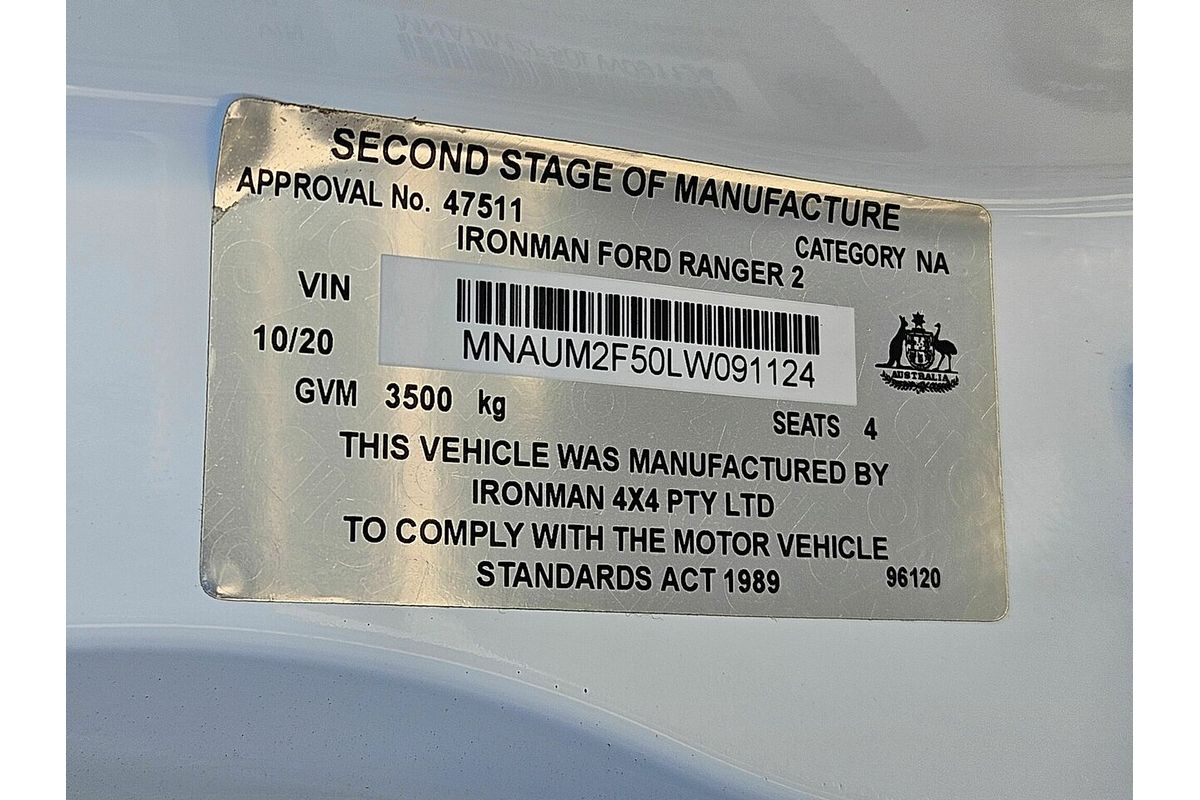 SECOND STAGE OF MANUFACTURE
APPROVAL No. 47511
CATEGORY NA
IRONMAN FORD RANGER 2
VIN
MNAUM2F50LW091124
10/20
AUSTRALIA
GVM 3500 kg
SEATS 4
THIS VEHICLE WAS MANUFACTURED BY
IRONMAN 4X4 PTY LTD
TO COMPLY WITH THE MOTOR VEHICLE
STANDARDS ACT 1989
96120